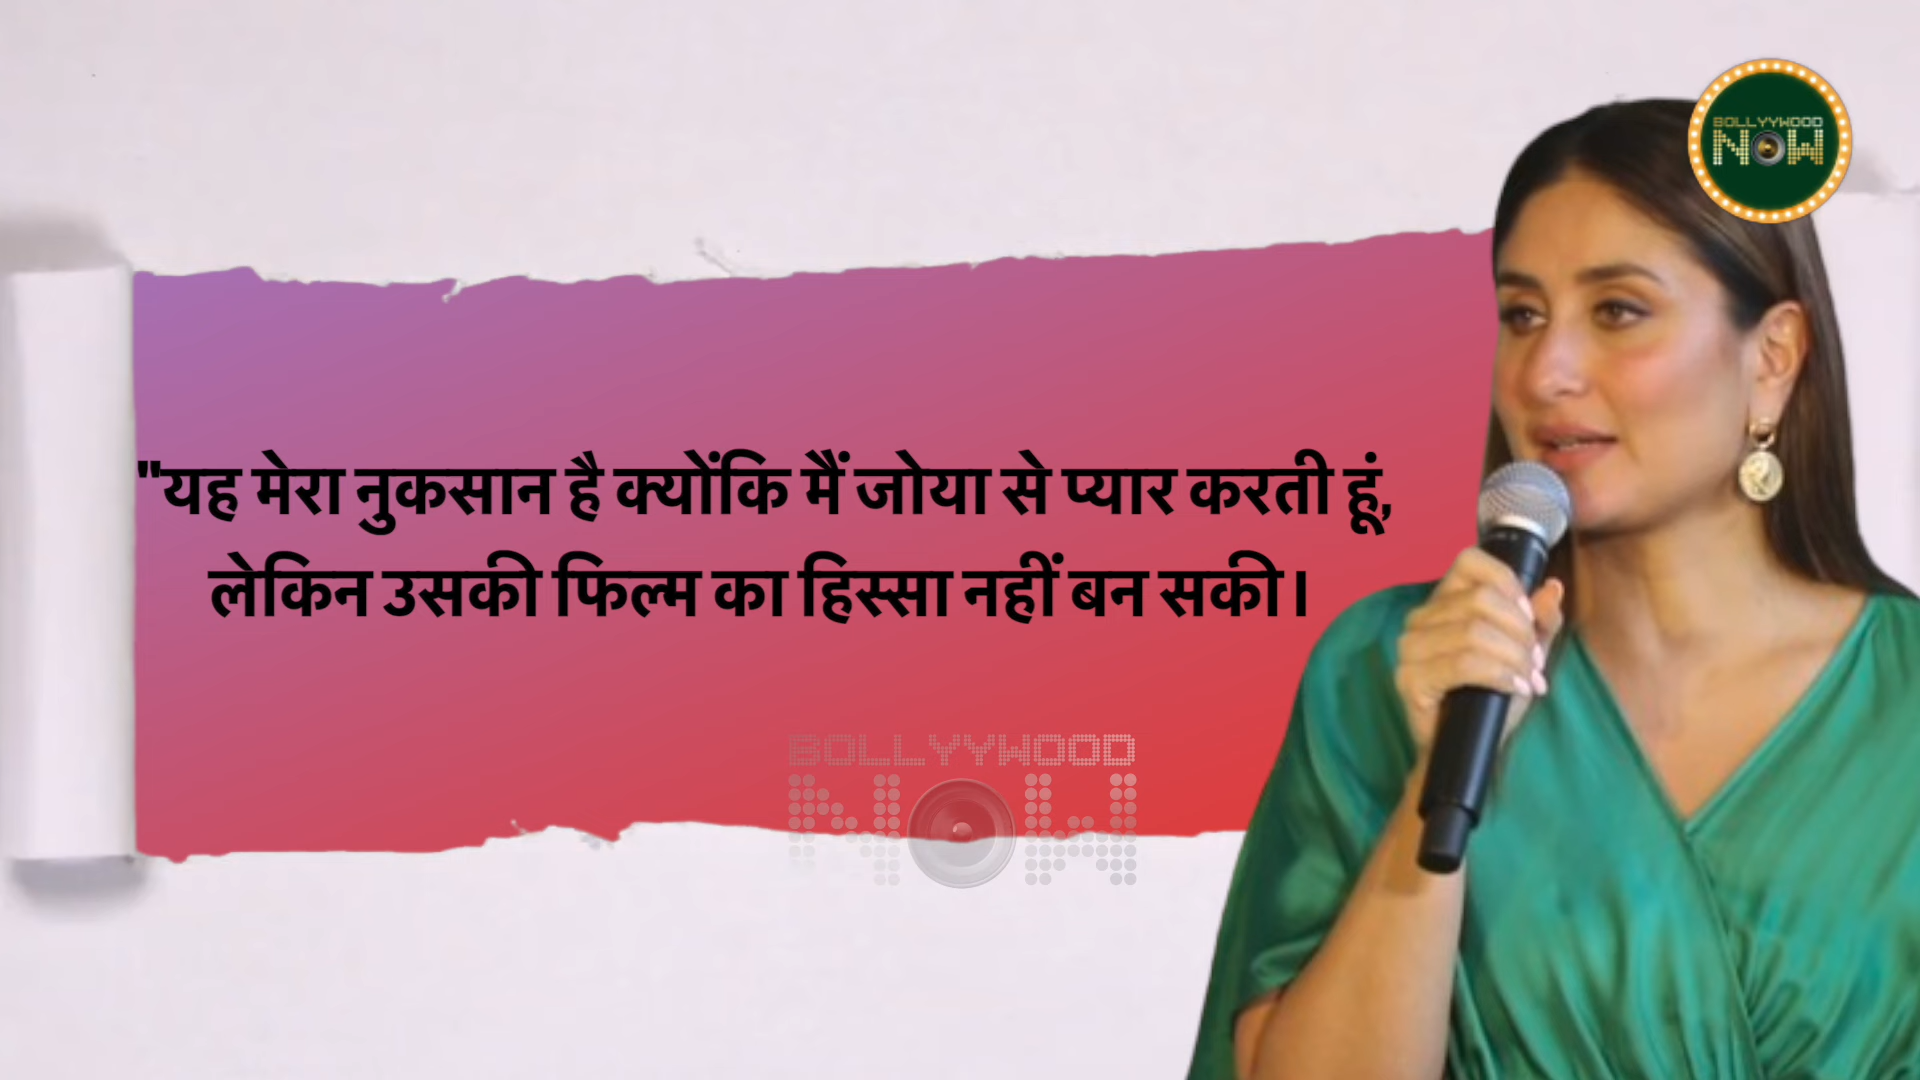 BOLLYYWOOD
NOW
"यह मेरा नुकसान है क्योंकि मैं जोया से प्यार करती हूं,
लेकिन उसकी फिल्म का हिस्सा नहीं बन सकी।
BOLLYYWOOD
NOW